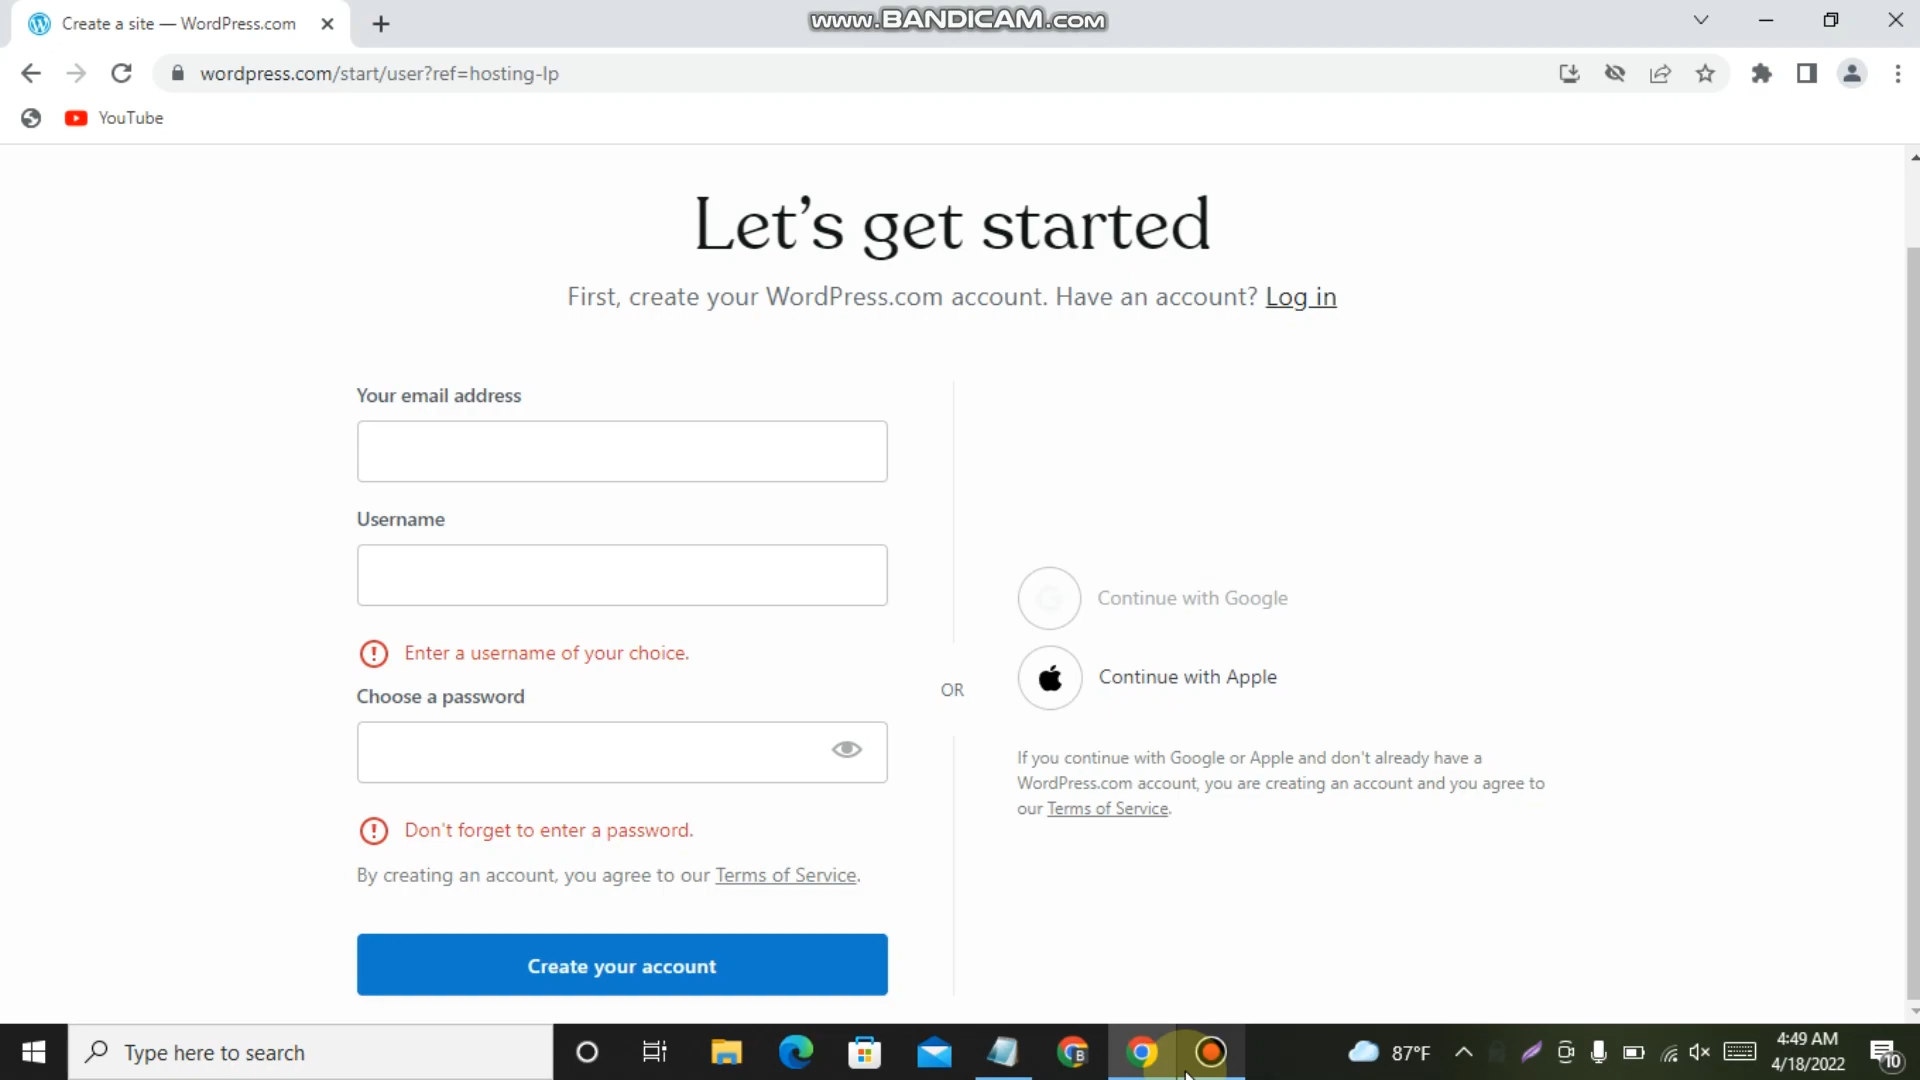 Create a site — WordPress.com
www.BANDICAM.com
wordpress.com/start/user?ref=hosting-lp
YouTube
Let’s get started
First, create your WordPress.com account. Have an account? Log in
Your email address
Username
Enter a username of your choice.
Choose a password
Don't forget to enter a password.
By creating an account, you agree to our Terms of Service.
Create your account
OR
Continue with Google
Continue with Apple
If you continue with Google or Apple and don't already have a
WordPress.com account, you are creating an account and you agree to
our Terms of Service.
Type here to search
B
87°F
4:49 AM
4/18/2022
10